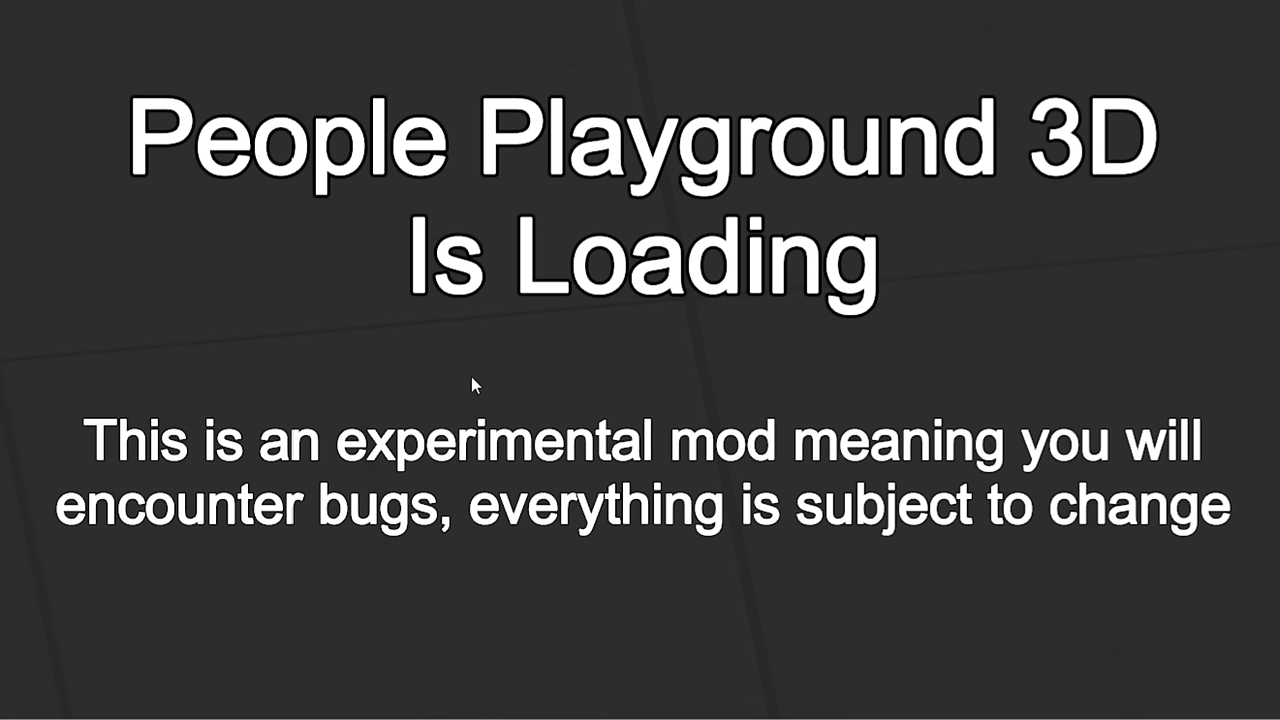 People Playground 3D
Is Loading
This is an experimental mod meaning you will
encounter bugs, everything is subject to change